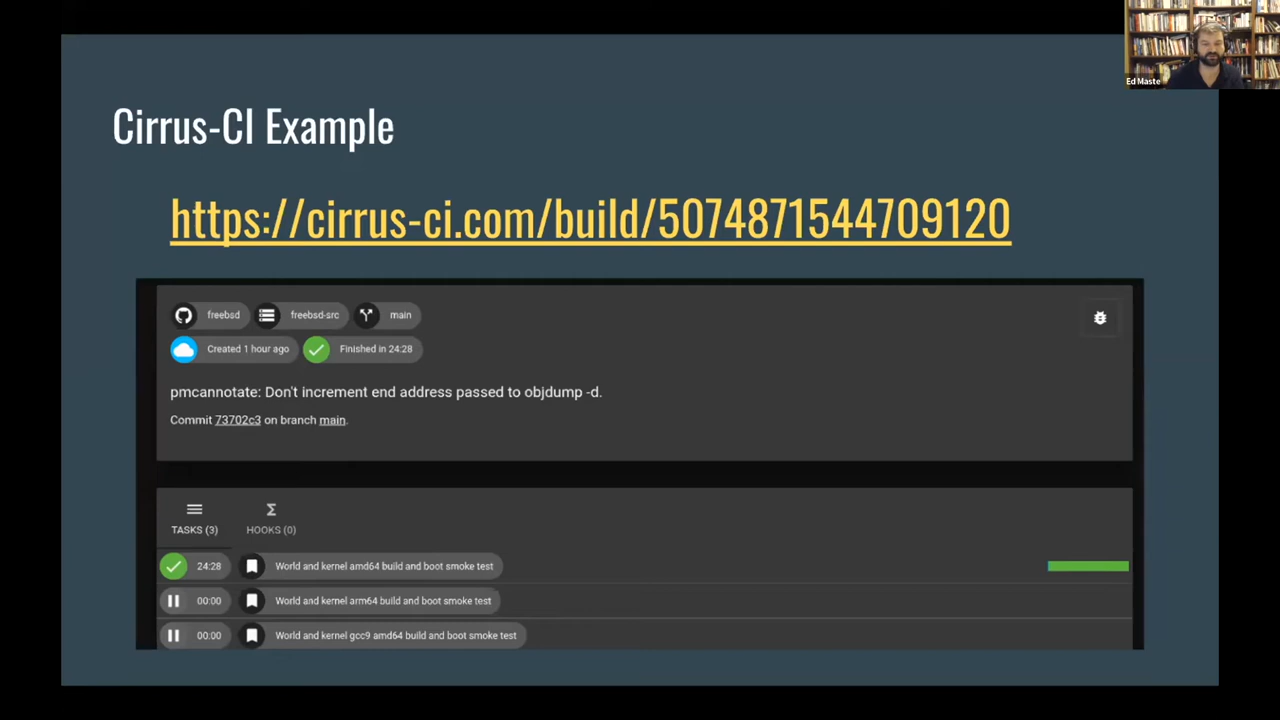 Ed Maste
Cirrus-CI Example
https://cirrus-ci.com/build/5074871544709120
freebsd freebsd-src main
Created 1 hour ago Finished in 24:28
pmcannotate: Don't increment end address passed to objdump -d.
Commit 73702c3 on branch main.
TASKS (3) HOOKS (0)
24:28 World and kernel amd64 build and boot smoke test
00:00 World and kernel arm64 build and boot smoke test
00:00 World and kernel gcc9 amd64 build and boot smoke test